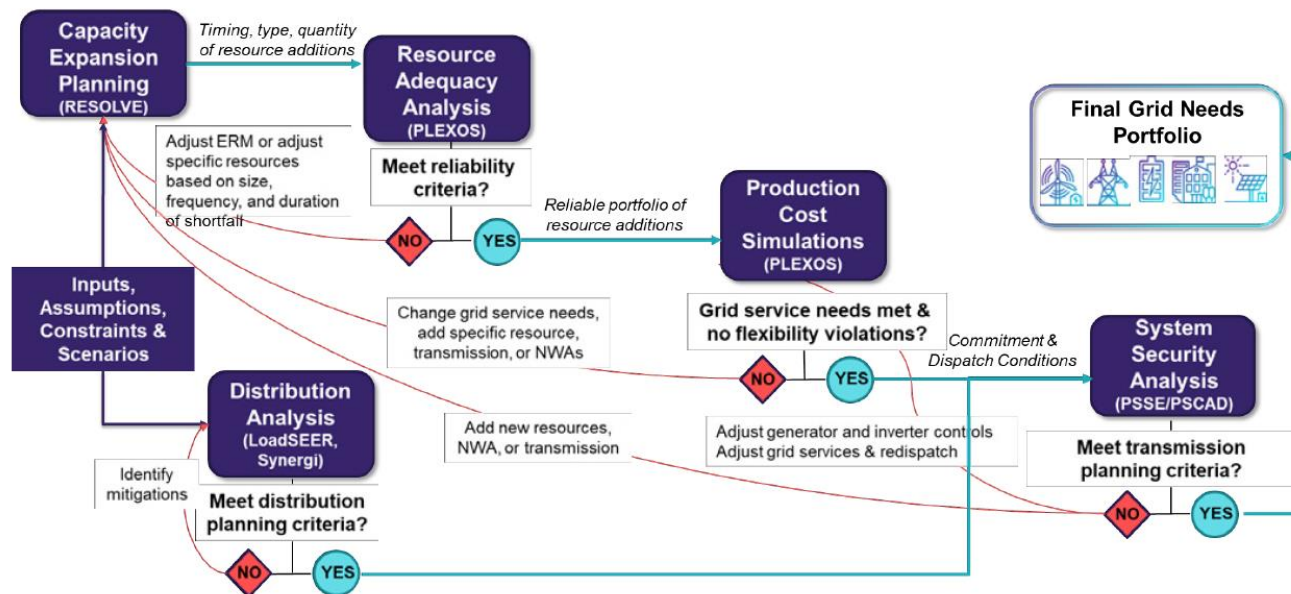 Capacity
Expansion
Planning
(RESOLVE)
Timing, type, quantity
of resource additions
Resource
Adequacy
Analysis
(PLEXOS)
Meet reliability
criteria?
NO
YES
Adjust ERM or adjust
specific resources
based on size,
frequency, and duration
of shortfall
Reliable portfolio of
resource additions
Production
Cost
Simulations
(PLEXOS)
Final Grid Needs
Portfolio
Inputs,
Assumptions,
Constraints &
Scenarios
Change grid service needs,
add specific resource,
transmission, or NWAs
Grid service needs met &
no flexibility violations?
NO
YES
Commitment &
Dispatch Conditions
System
Security
Analysis
(PSSE/PSCAD)
Distribution
Analysis
(LoadSEER,
Synergi)
Identify
mitigations
Meet distribution
planning criteria?
NO
YES
Add new resources,
NWA, or transmission
Adjust generator and inverter controls
Adjust grid services & redispatch
Meet transmission
planning criteria?
NO
YES